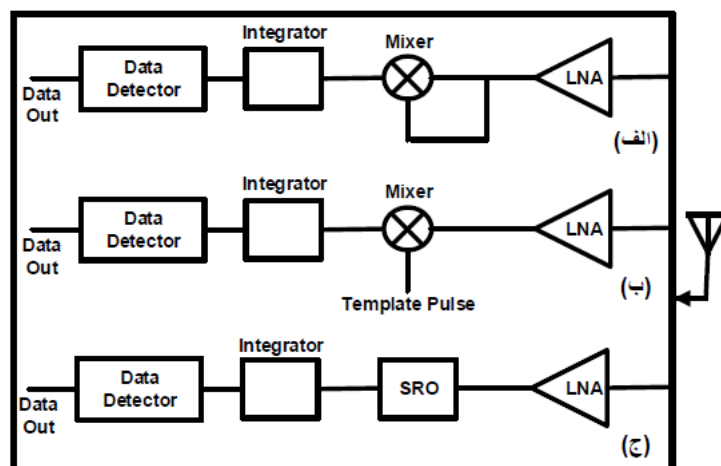 Integrator
Mixer
Data
Detector
LNA
Data
Out
(الف)
Integrator
Mixer
Data
Detector
LNA
Data
Out
Template Pulse
(ب)
Integrator
Data
Detector
SRO
LNA
Data
Out
(ج)